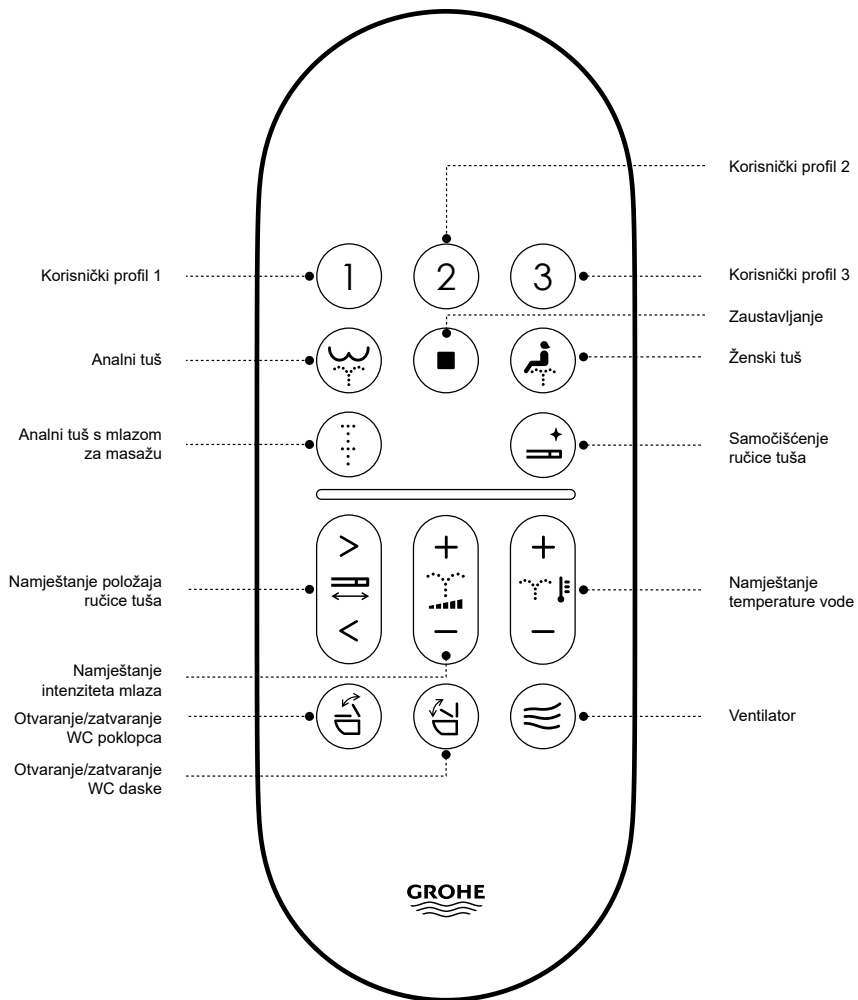 Korisnički profil 2
Korisnički profil 1
1
2
3
Korisnički profil 3
Zaustavljanje
Analni tuš
Ženski tuš
Analni tuš s mlazom
za masažu
Samočišćenje
ručice tuša
>
+
+
Namještanje položaja
ručice tuša
Namještanje
temperature vode
<
−
−
Namještanje
intenziteta mlaza
Otvaranje/zatvaranje
WC poklopca
Ventilator
Otvaranje/zatvaranje
WC daske
GROHE